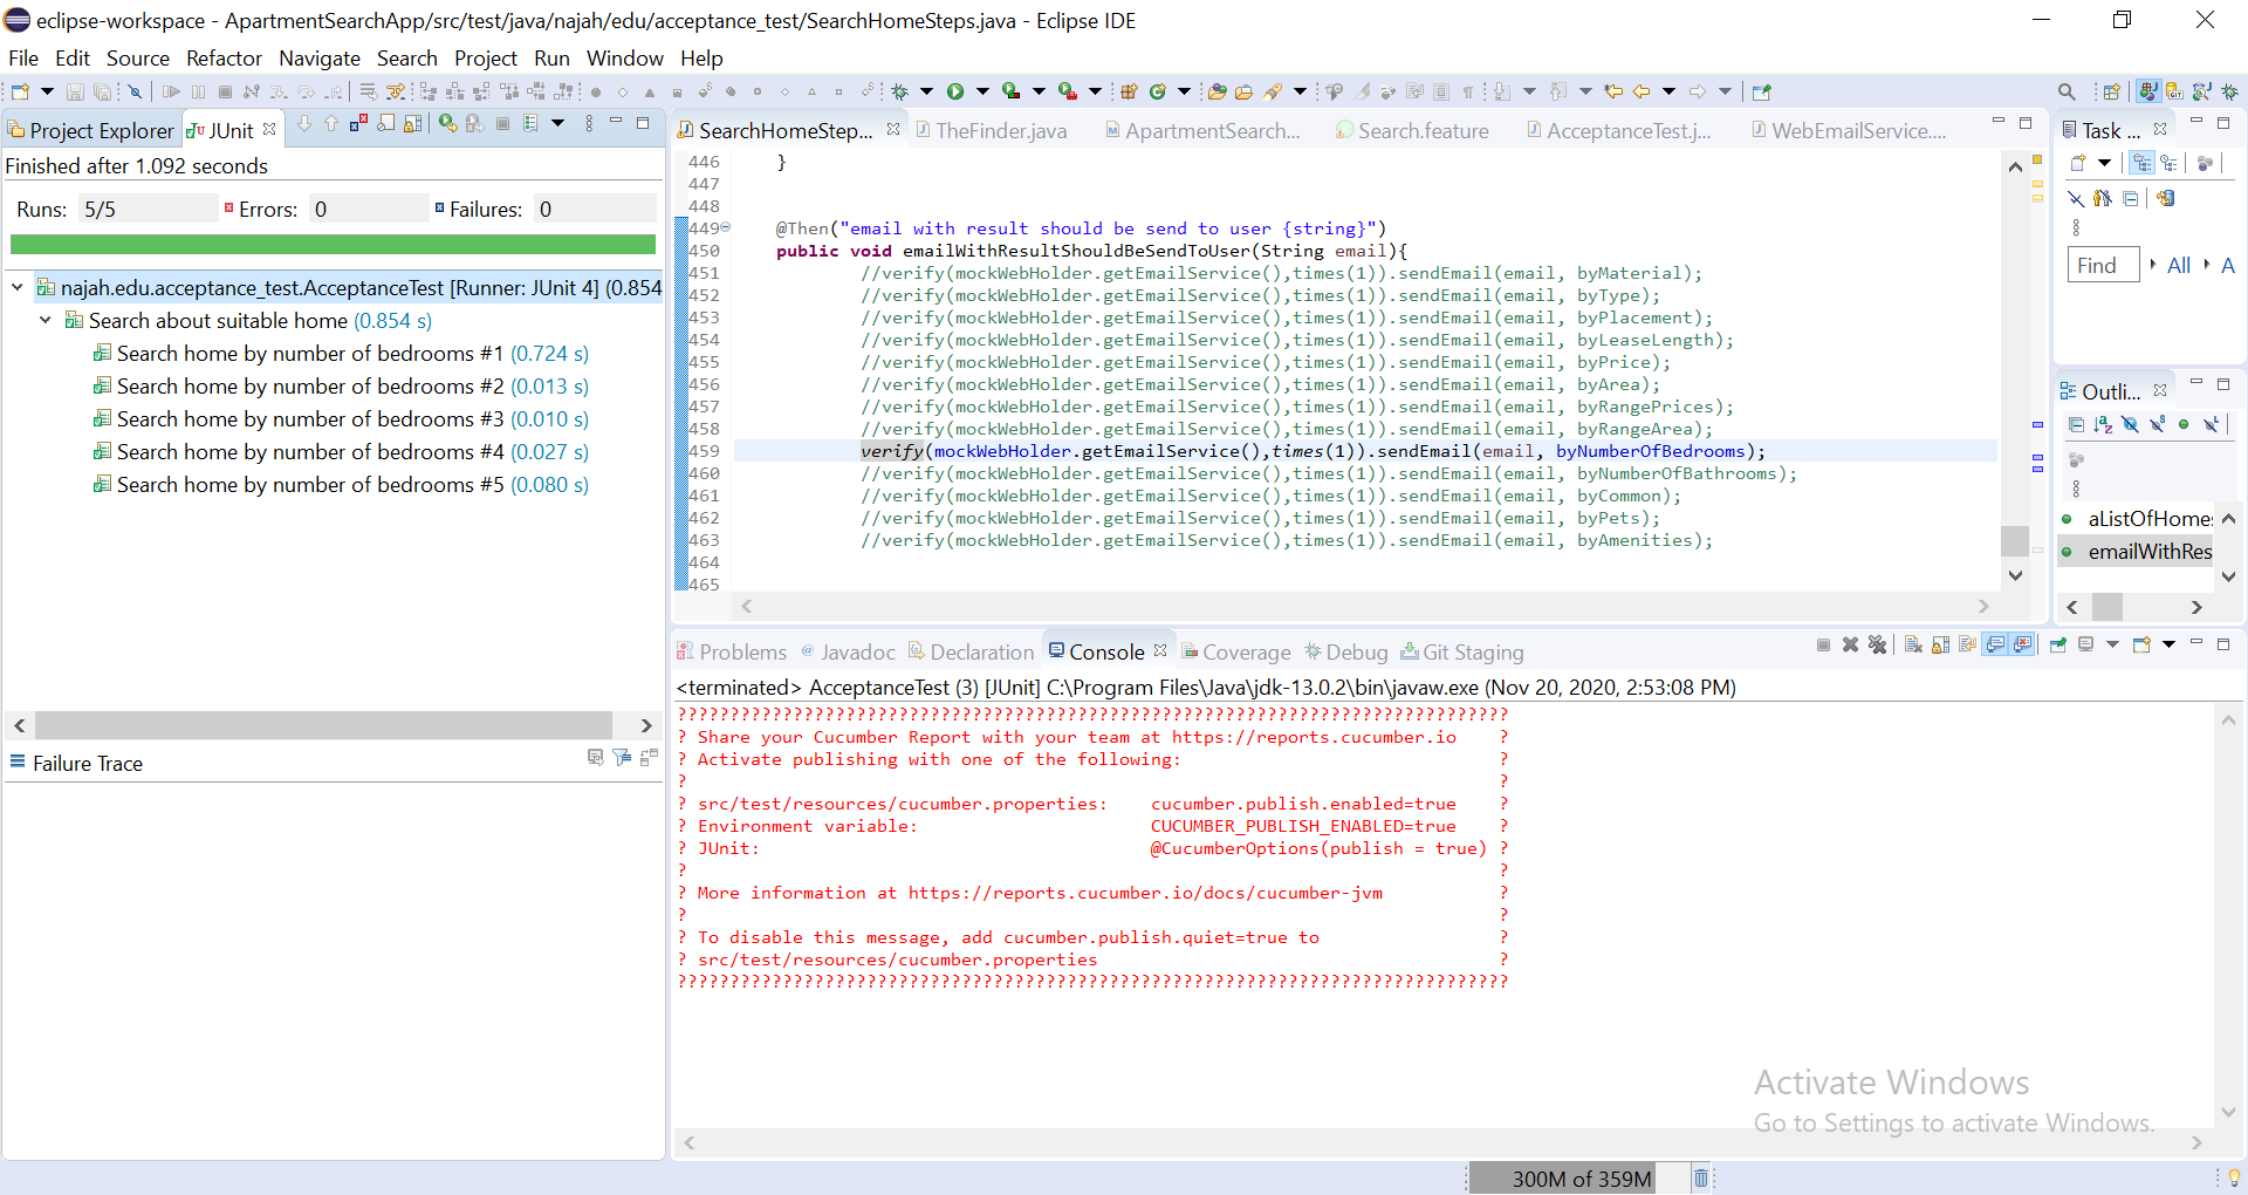 eclipse-workspace - ApartmentSearchApp/src/test/java/najah/edu/acceptance_test/SearchHomeSteps.java - Eclipse IDE
File Edit Source Refactor Navigate Search Project Run Window Help
Project Explorer JUnit
Finished after 1.092 seconds
Runs: 5/5 Errors: 0 Failures: 0
najah.edu.acceptance_test.AcceptanceTest [Runner: JUnit 4] (0.854
Search about suitable home (0.854 s)
Search home by number of bedrooms #1 (0.724 s)
Search home by number of bedrooms #2 (0.013 s)
Search home by number of bedrooms #3 (0.010 s)
Search home by number of bedrooms #4 (0.027 s)
Search home by number of bedrooms #5 (0.080 s)
Failure Trace
SearchHomeStep... TheFinder.java ApartmentSearch... Search.feature AcceptanceTest.j... WebEmailService....
446 }
447
448
449 @Then("email with result should be send to user {string}")
450 public void emailWithResultShouldBeSendToUser(String email){
451 //verify(mockWebHolder.getEmailService(),times(1)).sendEmail(email, byMaterial);
452 //verify(mockWebHolder.getEmailService(),times(1)).sendEmail(email, byType);
453 //verify(mockWebHolder.getEmailService(),times(1)).sendEmail(email, byPlacement);
454 //verify(mockWebHolder.getEmailService(),times(1)).sendEmail(email, byLeaseLength);
455 //verify(mockWebHolder.getEmailService(),times(1)).sendEmail(email, byPrice);
456 //verify(mockWebHolder.getEmailService(),times(1)).sendEmail(email, byArea);
457 //verify(mockWebHolder.getEmailService(),times(1)).sendEmail(email, byRangePrices);
458 //verify(mockWebHolder.getEmailService(),times(1)).sendEmail(email, byRangeArea);
459 verify(mockWebHolder.getEmailService(),times(1)).sendEmail(email, byNumberOfBedrooms);
460 //verify(mockWebHolder.getEmailService(),times(1)).sendEmail(email, byNumberOfBathrooms);
461 //verify(mockWebHolder.getEmailService(),times(1)).sendEmail(email, byCommon);
462 //verify(mockWebHolder.getEmailService(),times(1)).sendEmail(email, byPets);
463 //verify(mockWebHolder.getEmailService(),times(1)).sendEmail(email, byAmenities);
464
465
Task ...
Find All A
Outli...
aListOfHome
emailWithRes
Problems Javadoc Declaration Console Coverage Debug Git Staging
<terminated> AcceptanceTest (3) [JUnit] C:\Program Files\Java\jdk-13.0.2\bin\javaw.exe (Nov 20, 2020, 2:53:08 PM)
???????????????????????????????????????????????????????????????????????????????
? Share your Cucumber Report with your team at https://reports.cucumber.io ?
? Activate publishing with one of the following: ?
? ?
? src/test/resources/cucumber.properties: cucumber.publish.enabled=true ?
? Environment variable: CUCUMBER_PUBLISH_ENABLED=true ?
? JUnit: @CucumberOptions(publish = true) ?
? ?
? More information at https://reports.cucumber.io/docs/cucumber-jvm ?
? ?
? To disable this message, add cucumber.publish.quiet=true to ?
? src/test/resources/cucumber.properties ?
???????????????????????????????????????????????????????????????????????????????
Activate Windows
Go to Settings to activate Windows.
300M of 359M